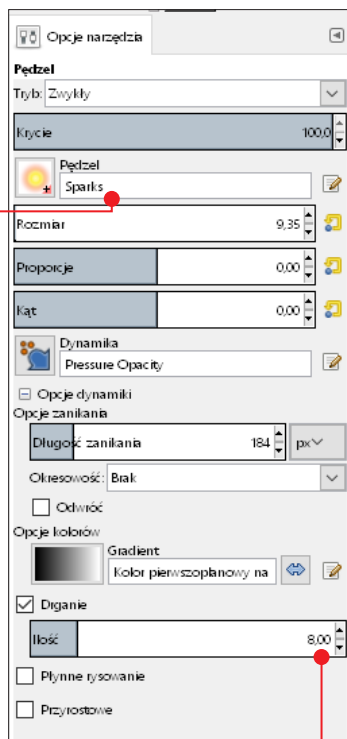 Opcje narzędzia
Pędzel
Tryb: Zwykły
Krycie 100,0
Pędzel
Sparks
Rozmiar 9,35
Proporcje 0,00
Kąt 0,00
Dynamika
Pressure Opacity
Opcje dynamiki
Opcje zanikania
Długość zanikania 184 px
Okresowość: Brak
Odwróć
Opcje kolorów
Gradient
Kolor pierwszoplanowy na
Drganie
Ilość 8,00
Płynne rysowanie
Przyrostowe